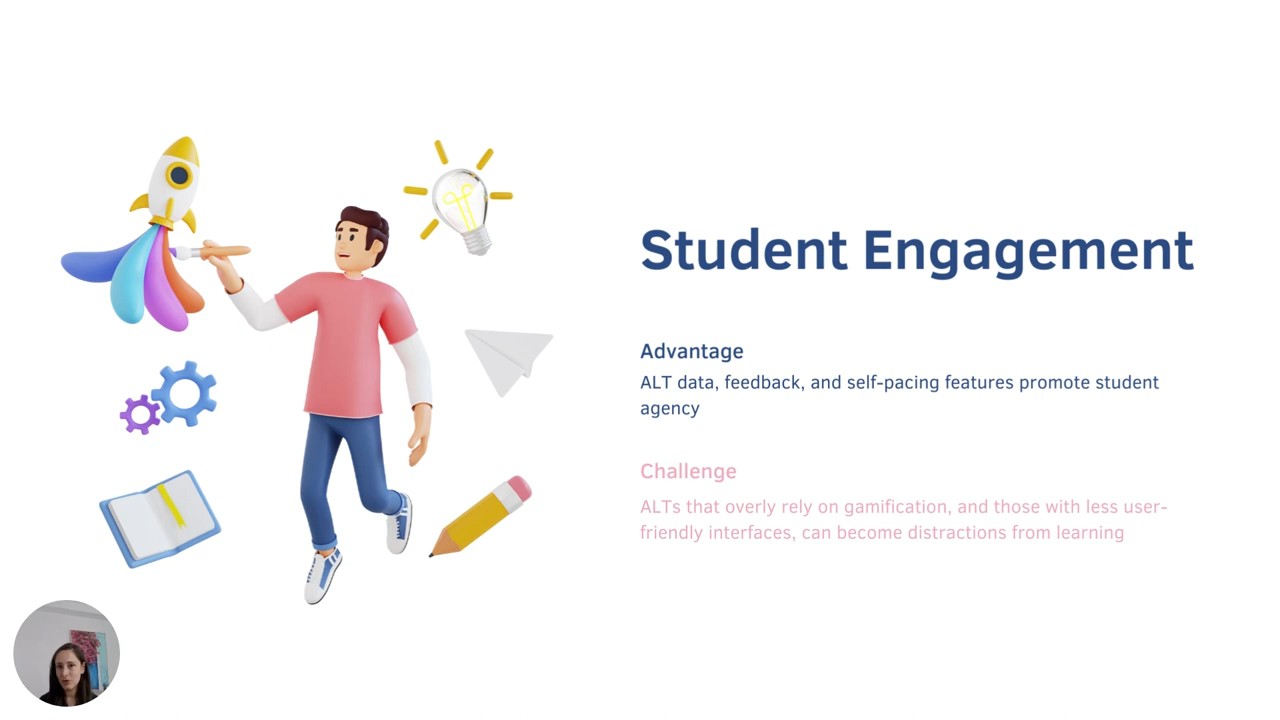 Student Engagement
Advantage
ALT data, feedback, and self-pacing features promote student
agency
Challenge
ALTs that overly rely on gamification, and those with less user-
friendly interfaces, can become distractions from learning